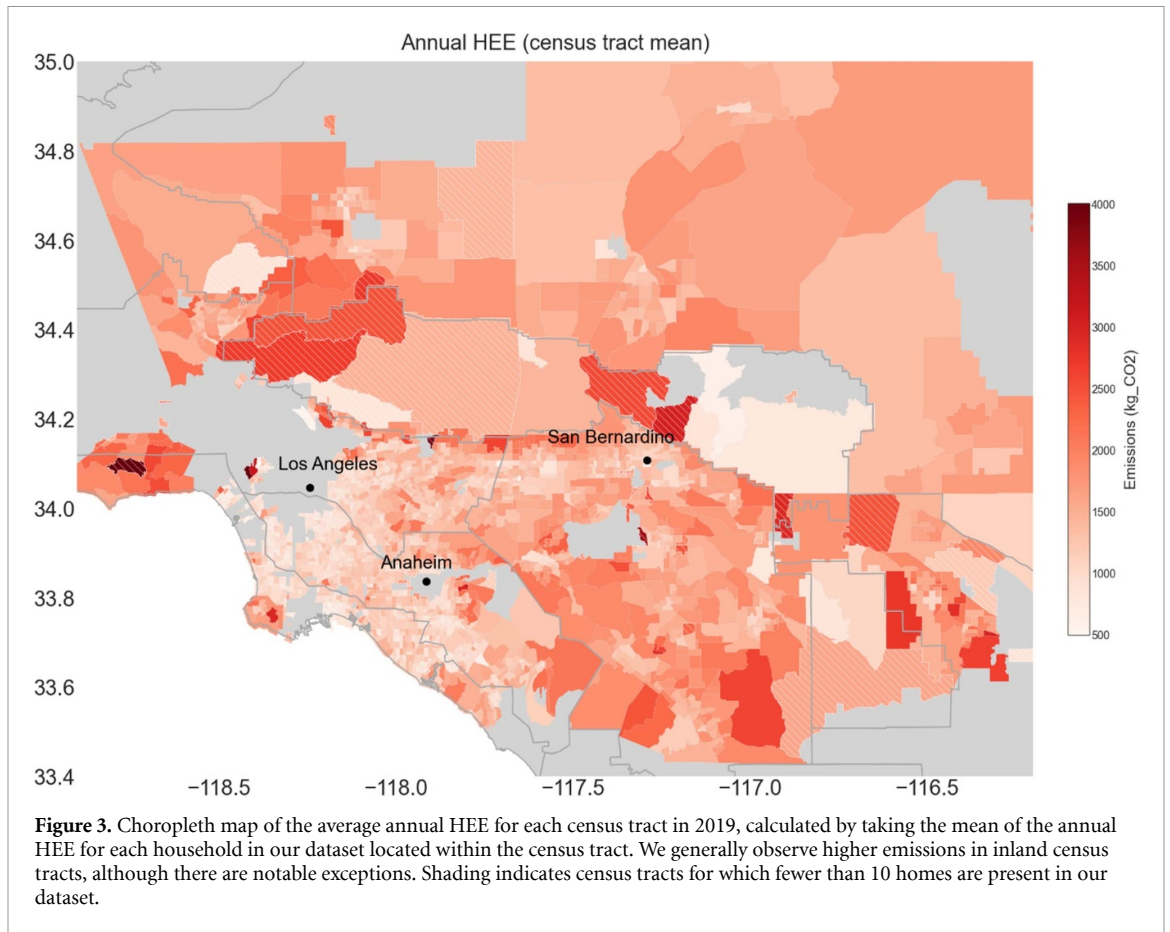 Annual HEE (census tract mean)
35.0
34.8
34.6
34.4
34.2
34.0
33.8
33.6
33.4
San Bernardino
Los Angeles
Anaheim
−118.5
−118.0
−117.5
−117.0
−116.5
4000
3500
3000
2500
2000
1500
1000
500
Emissions (kg_CO2)
Figure 3. Choropleth map of the average annual HEE for each census tract in 2019, calculated by taking the mean of the annual
HEE for each household in our dataset located within the census tract. We generally observe higher emissions in inland census
tracts, although there are notable exceptions. Shading indicates census tracts for which fewer than 10 homes are present in our
dataset.